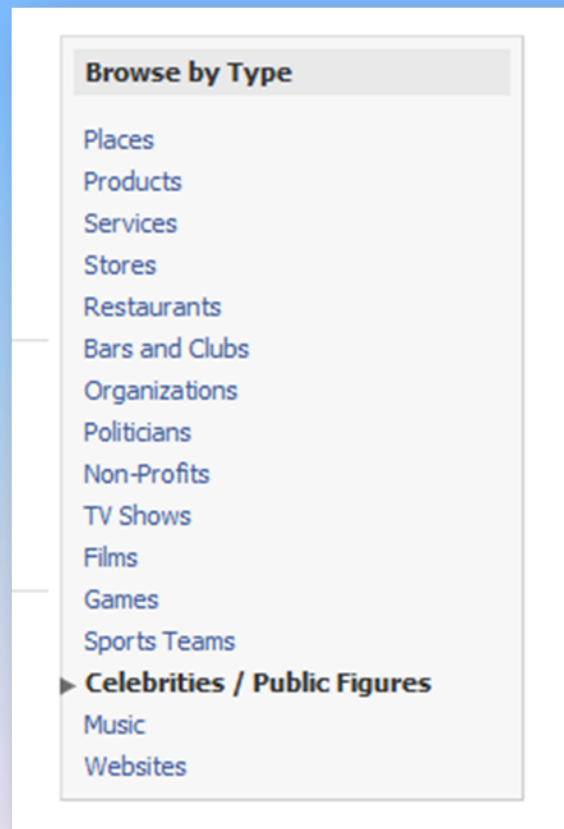 Browse by Type
Places
Products
Services
Stores
Restaurants
Bars and Clubs
Organizations
Politicians
Non-Profits
TV Shows
Films
Games
Sports Teams
Celebrities / Public Figures
Music
Websites